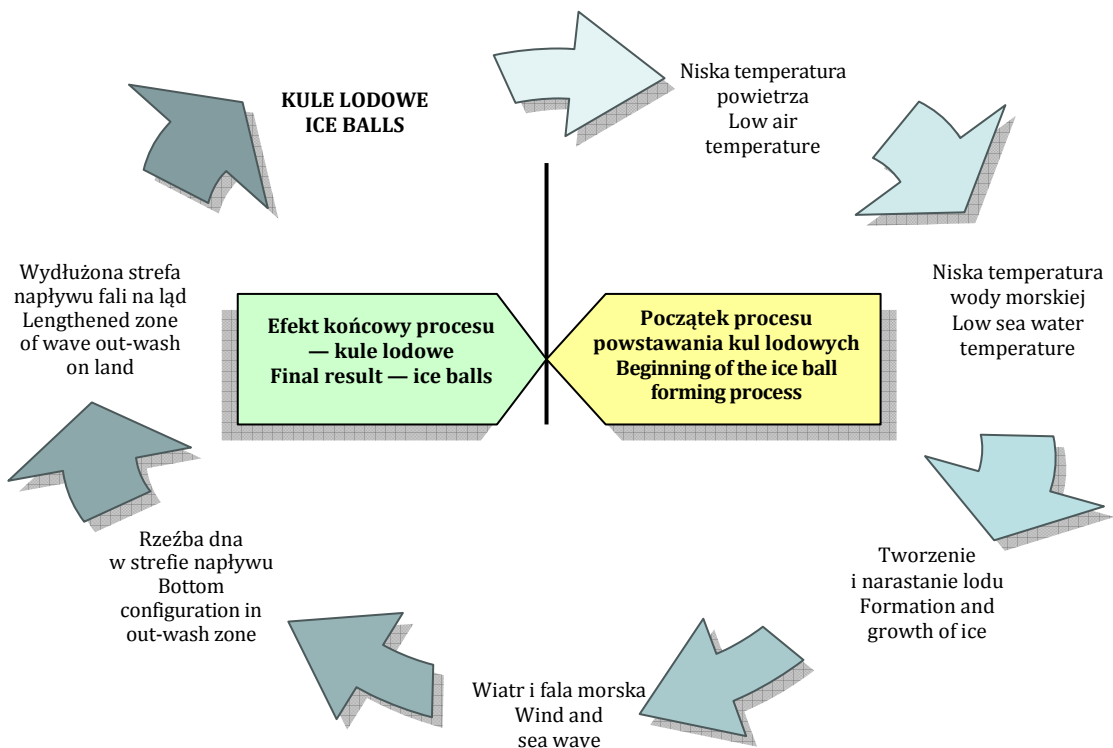 KULE LODOWE
ICE BALLS
Niska temperatura
powietrza
Low air
temperature
Niska temperatura
wody morskiej
Low sea water
temperature
Tworzenie
i narastanie lodu
Formation and
growth of ice
Wiatr i fala morska
Wind and
sea wave
Rzeźba dna
w strefie napływu
Bottom
configuration in
out-wash zone
Wydłużona strefa
napływu fali na ląd
Lengthened zone
of wave out-wash
on land
Efekt końcowy procesu
— kule lodowe
Final result — ice balls
Początek procesu
powstawania kul lodowych
Beginning of the ice ball
forming process